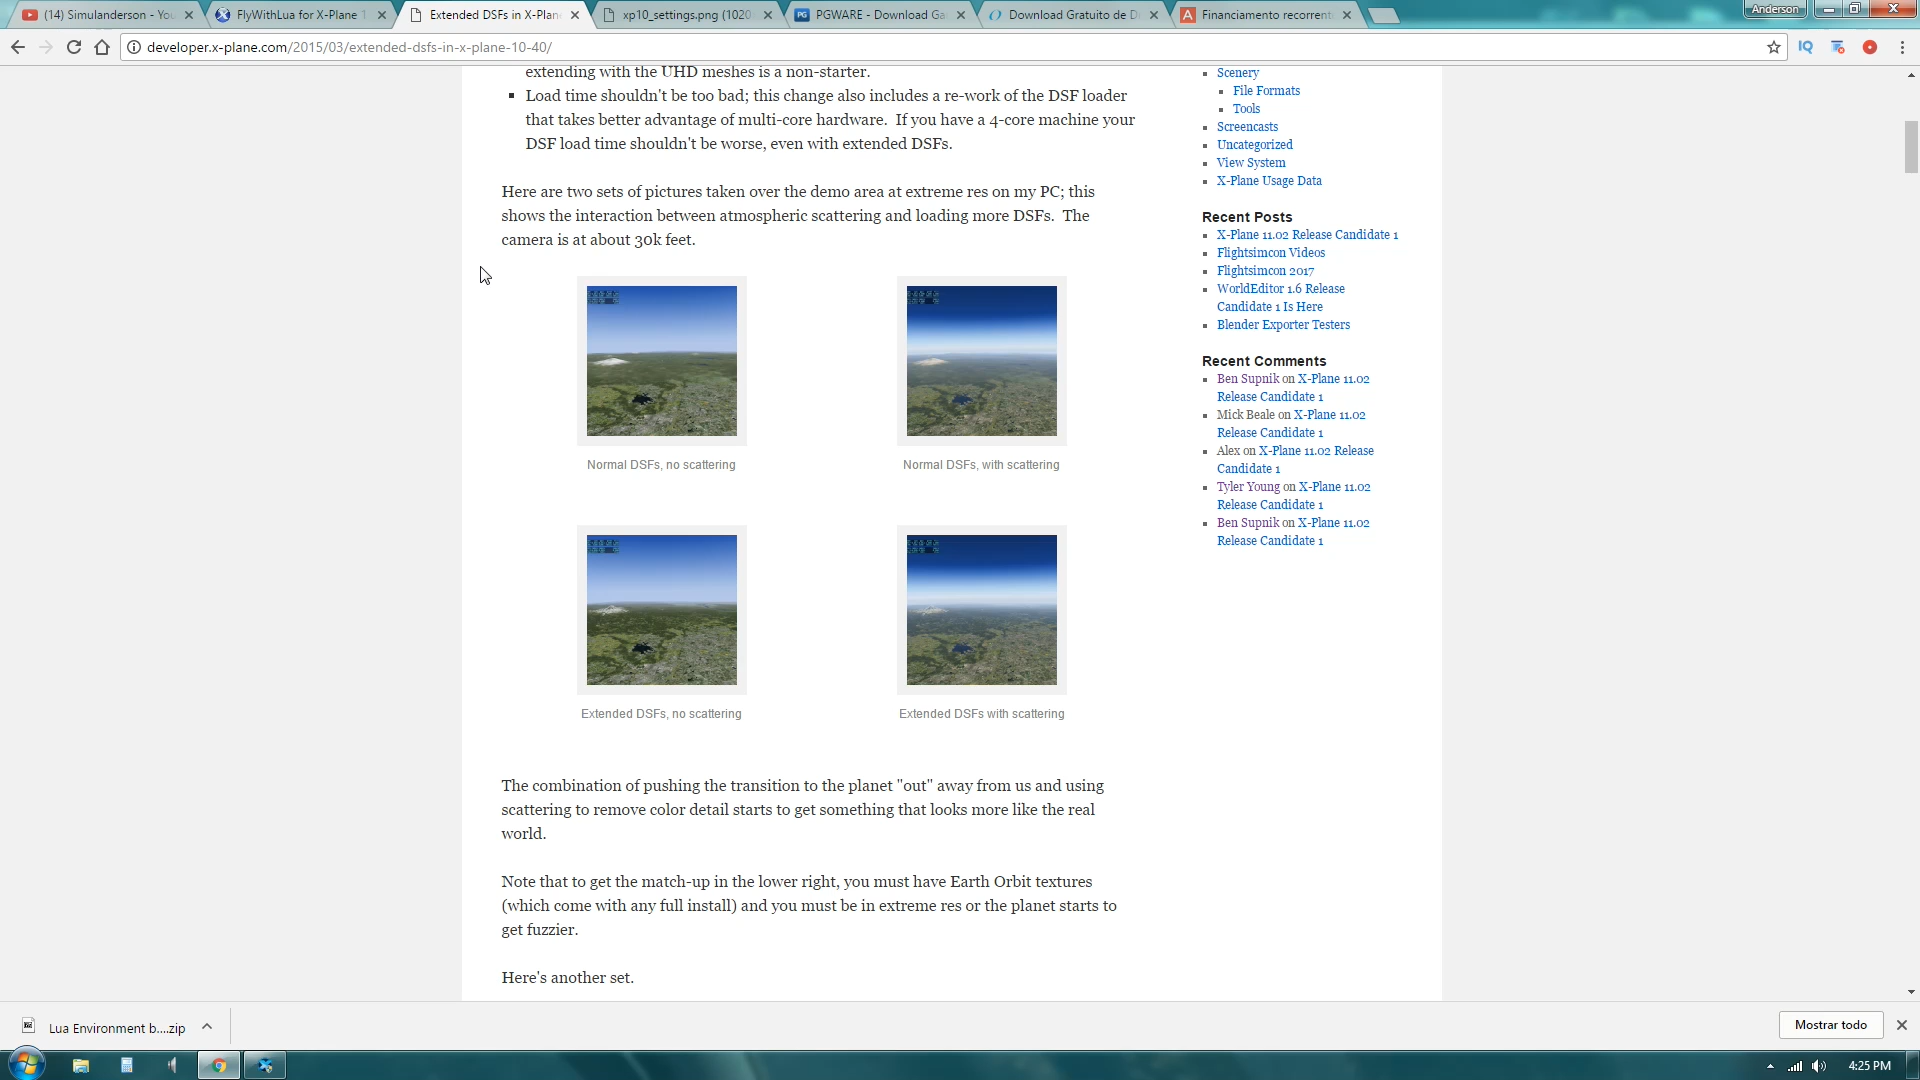 (14) Simulanderson - You
FlyWithLua for X-Plane 1
Extended DSFs in X-Plan
xp10_settings.png (1020
PGWARE - Download Ga
Download Gratuito de D
Financiamento recorrent
Anderson
developer.x-plane.com/2015/03/extended-dsfs-in-x-plane-10-40/
extending with the UHD meshes is a non-starter.
Load time shouldn't be too bad; this change also includes a re-work of the DSF loader
that takes better advantage of multi-core hardware.  If you have a 4-core machine your
DSF load time shouldn't be worse, even with extended DSFs.
Here are two sets of pictures taken over the demo area at extreme res on my PC; this
shows the interaction between atmospheric scattering and loading more DSFs.  The
camera is at about 30k feet.
Normal DSFs, no scattering
Normal DSFs, with scattering
Extended DSFs, no scattering
Extended DSFs with scattering
The combination of pushing the transition to the planet "out" away from us and using
scattering to remove color detail starts to get something that looks more like the real
world.
Note that to get the match-up in the lower right, you must have Earth Orbit textures
(which come with any full install) and you must be in extreme res or the planet starts to
get fuzzier.
Here's another set.
Scenery
File Formats
Tools
Screencasts
Uncategorized
View System
X-Plane Usage Data
Recent Posts
X-Plane 11.02 Release Candidate 1
Flightsimcon Videos
Flightsimcon 2017
WorldEditor 1.6 Release
Candidate 1 Is Here
Blender Exporter Testers
Recent Comments
Ben Supnik on X-Plane 11.02
Release Candidate 1
Mick Beale on X-Plane 11.02
Release Candidate 1
Alex on X-Plane 11.02 Release
Candidate 1
Tyler Young on X-Plane 11.02
Release Candidate 1
Ben Supnik on X-Plane 11.02
Release Candidate 1
Lua Environment b....zip
Mostrar todo
4:25 PM